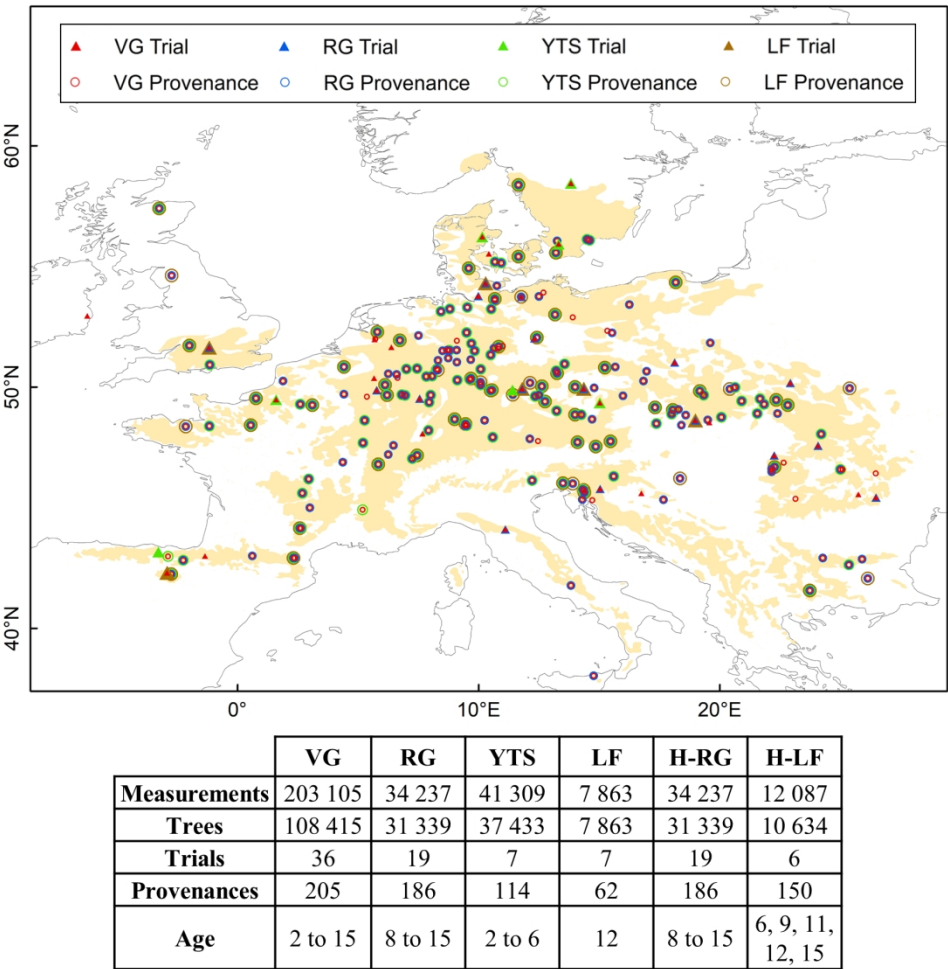 VG Trial RG Trial YTS Trial LF Trial
VG Provenance RG Provenance YTS Provenance LF Provenance
60°N
50°N
40°N
0° 10°E 20°E
VG RG YTS LF H-RG H-LF
Measurements 203 105 34 237 41 309 7 863 34 237 12 087
Trees 108 415 31 339 37 433 7 863 31 339 10 634
Trials 36 19 7 7 19 6
Provenances 205 186 114 62 186 150
Age 2 to 15 8 to 15 2 to 6 12 8 to 15 6, 9, 11,
12, 15